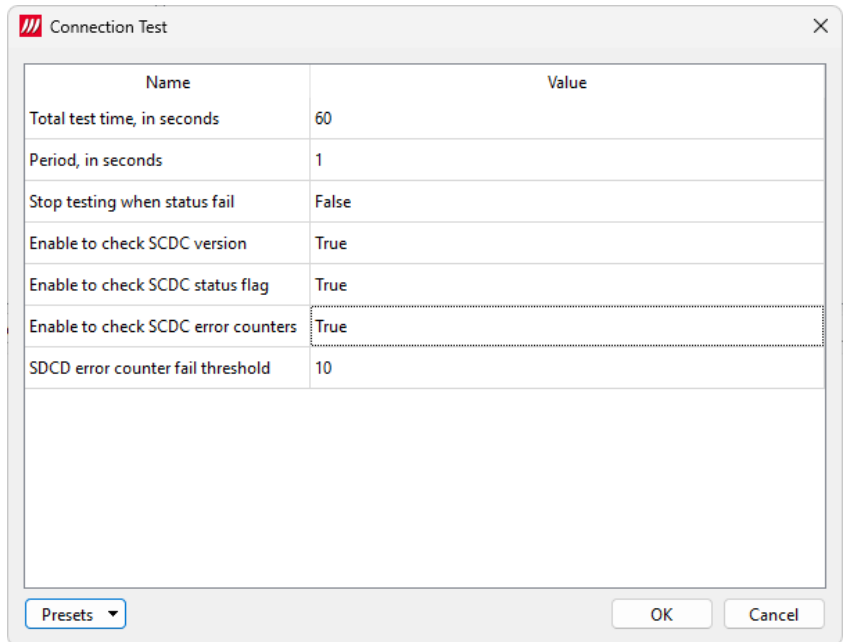 Connection Test
Name Value
Total test time, in seconds 60
Period, in seconds 1
Stop testing when status fail False
Enable to check SCDC version True
Enable to check SCDC status flag True
Enable to check SCDC error counters True
SDCD error counter fail threshold 10
Presets OK Cancel